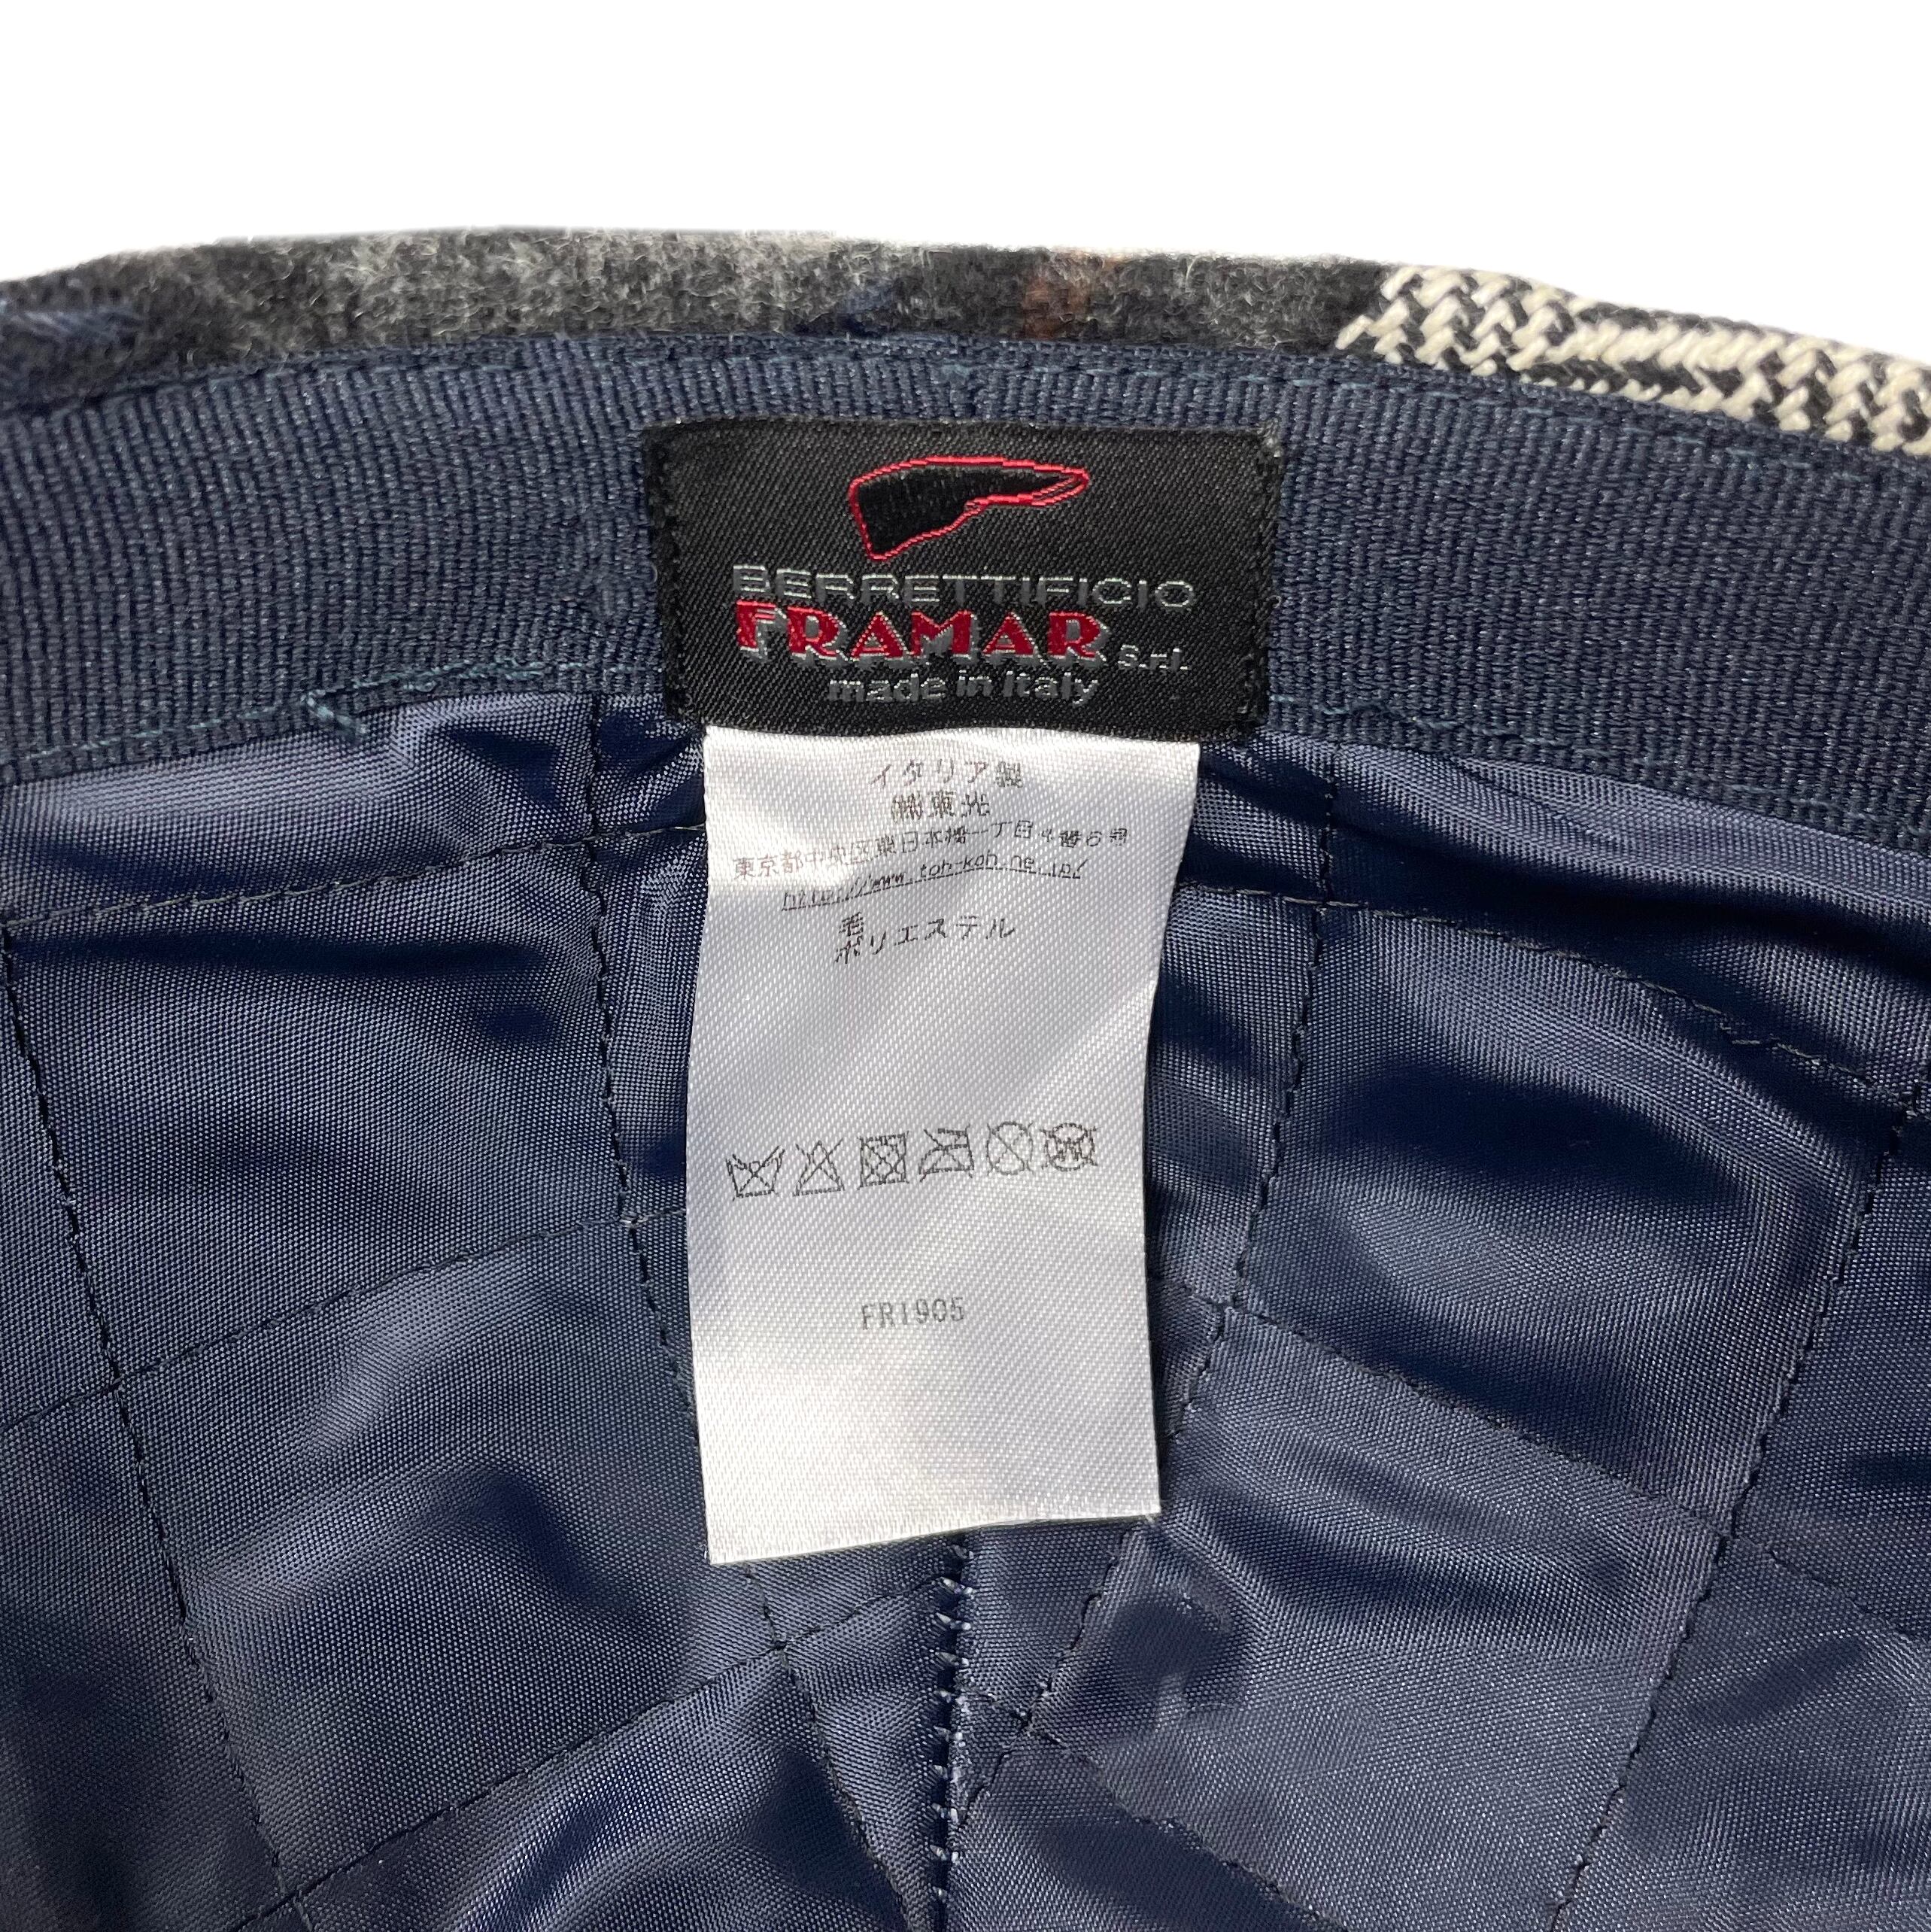 BERRETTIFICIO
FRAMAR s.r.l.
made in Italy
イタリア製
㈱東光
東京都中央区東日本橋一丁目4番6号
http://www.toh-koh.ne.jp/
毛
ポリエステル
W
FR1905